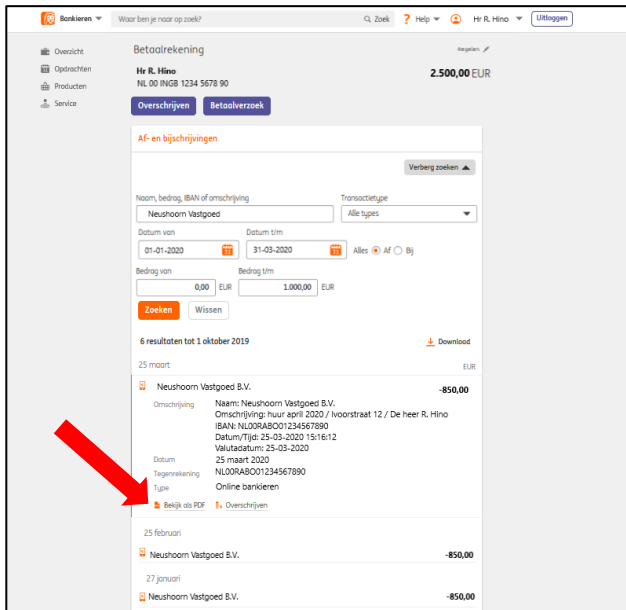 Bankieren Waar ben je naar op zoek? Zoek ? Help Hr R. Hino Uitloggen
Overzicht
Opdrachten
Producten
Service
Betaalrekening Regelen
Hr R. Hino 2.500,00 EUR
NL 00 INGB 1234 5678 90
Overschrijven Betaalverzoek
Af- en bijschrijvingen
Verberg zoeken
Naam, bedrag, IBAN of omschrijving Transactietype
Neushoorn Vastgoed Alle types
Datum van Datum t/m
01-01-2020 31-03-2020 Alles Af Bij
Bedrag van Bedrag t/m
0,00 EUR 1.000,00 EUR
Zoeken Wissen
6 resultaten tot 1 oktober 2019 Download
25 maart EUR
Neushoorn Vastgoed B.V. -850,00
Omschrijving Naam: Neushoorn Vastgoed B.V.
Omschrijving: huur april 2020 / Ivoorstraat 12 / De heer R. Hino
IBAN: NL00RABO01234567890
Datum/Tijd: 25-03-2020 15:16:12
Valutadatum: 25-03-2020
Datum 25 maart 2020
Tegenrekening NL00RABO01234567890
Type Online bankieren
Bekijk als PDF Overschrijven
25 februari
Neushoorn Vastgoed B.V. -850,00
27 januari
Neushoorn Vastgoed B.V. -850,00